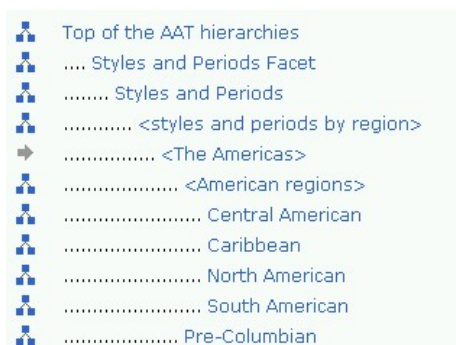 Top of the AAT hierarchies
.... Styles and Periods Facet
........ Styles and Periods
............ <styles and periods by region>
................ <The Americas>
.................... <American regions>
........................ Central American
........................ Caribbean
........................ North American
........................ South American
.................... Pre-Columbian